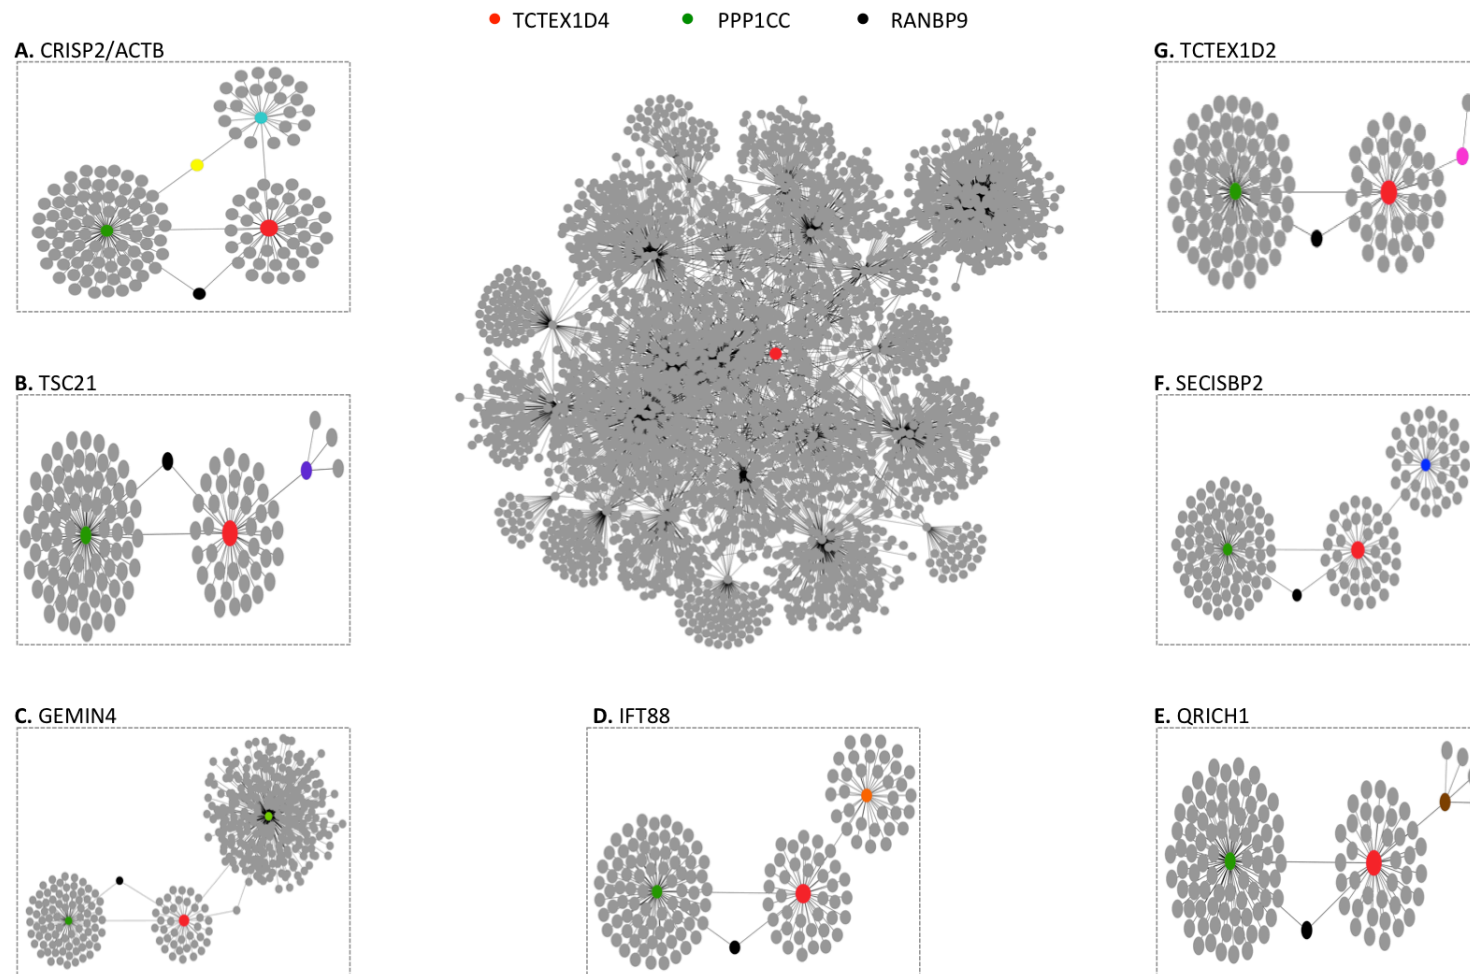 TCTEX1D4 PPP1CC RANBP9
A. CRISP2/ACTB
G. TCTEX1D2
B. TSC21
F. SECISBP2
C. GEMIN4
D. IFT88
E. QRICH1